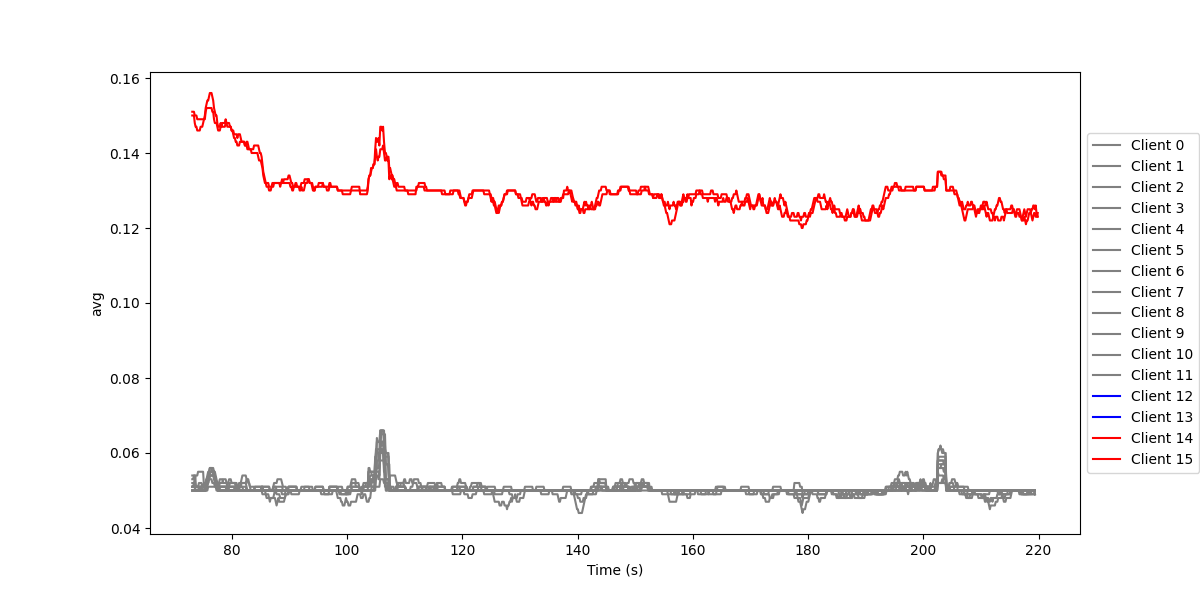 0.16
0.14
0.12
0.10
0.08
0.06
0.04
avg
80 100 120 140 160 180 200 220
Time (s)
Client 0
Client 1
Client 2
Client 3
Client 4
Client 5
Client 6
Client 7
Client 8
Client 9
Client 10
Client 11
Client 12
Client 13
Client 14
Client 15